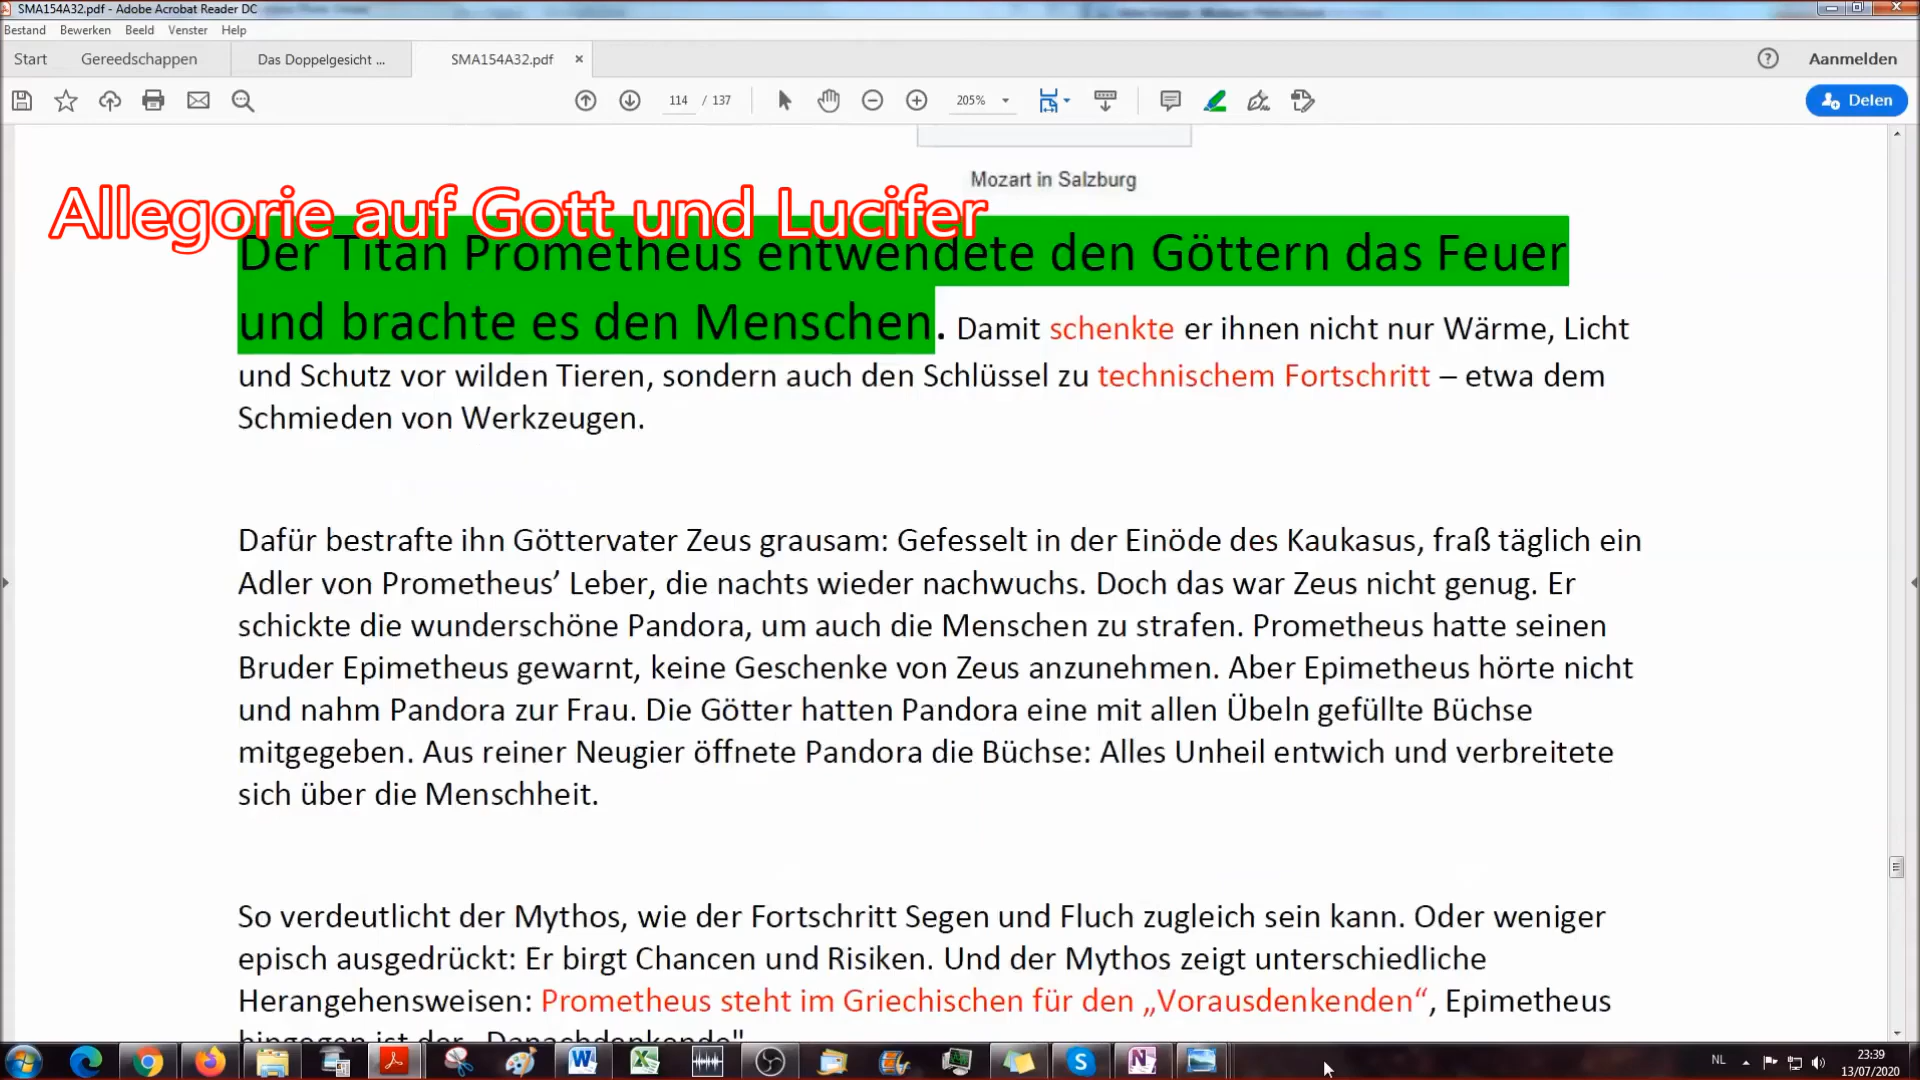 SMA154A32.pdf - Adobe Acrobat Reader DC
Bestand Bewerken Beeld Venster Help
Start Gereedschappen Das Doppelgesicht ... SMA154A32.pdf × Aanmelden
114 / 137 205% Delen
Mozart in Salzburg
Allegorie auf Gott und Lucifer
Der Titan Prometheus entwendete den Göttern das Feuer
und brachte es den Menschen. Damit schenkte er ihnen nicht nur Wärme, Licht
und Schutz vor wilden Tieren, sondern auch den Schlüssel zu technischem Fortschritt – etwa dem
Schmieden von Werkzeugen.
Dafür bestrafte ihn Göttervater Zeus grausam: Gefesselt in der Einöde des Kaukasus, fraß täglich ein
Adler von Prometheus’ Leber, die nachts wieder nachwuchs. Doch das war Zeus nicht genug. Er
schickte die wunderschöne Pandora, um auch die Menschen zu strafen. Prometheus hatte seinen
Bruder Epimetheus gewarnt, keine Geschenke von Zeus anzunehmen. Aber Epimetheus hörte nicht
und nahm Pandora zur Frau. Die Götter hatten Pandora eine mit allen Übeln gefüllte Büchse
mitgegeben. Aus reiner Neugier öffnete Pandora die Büchse: Alles Unheil entwich und verbreitete
sich über die Menschheit.
So verdeutlicht der Mythos, wie der Fortschritt Segen und Fluch zugleich sein kann. Oder weniger
episch ausgedrückt: Er birgt Chancen und Risiken. Und der Mythos zeigt unterschiedliche
Herangehensweisen: Prometheus steht im Griechischen für den „Vorausdenkenden“, Epimetheus
hingegen ist der „Danachdenkende"
NL 23:39
13/07/2020